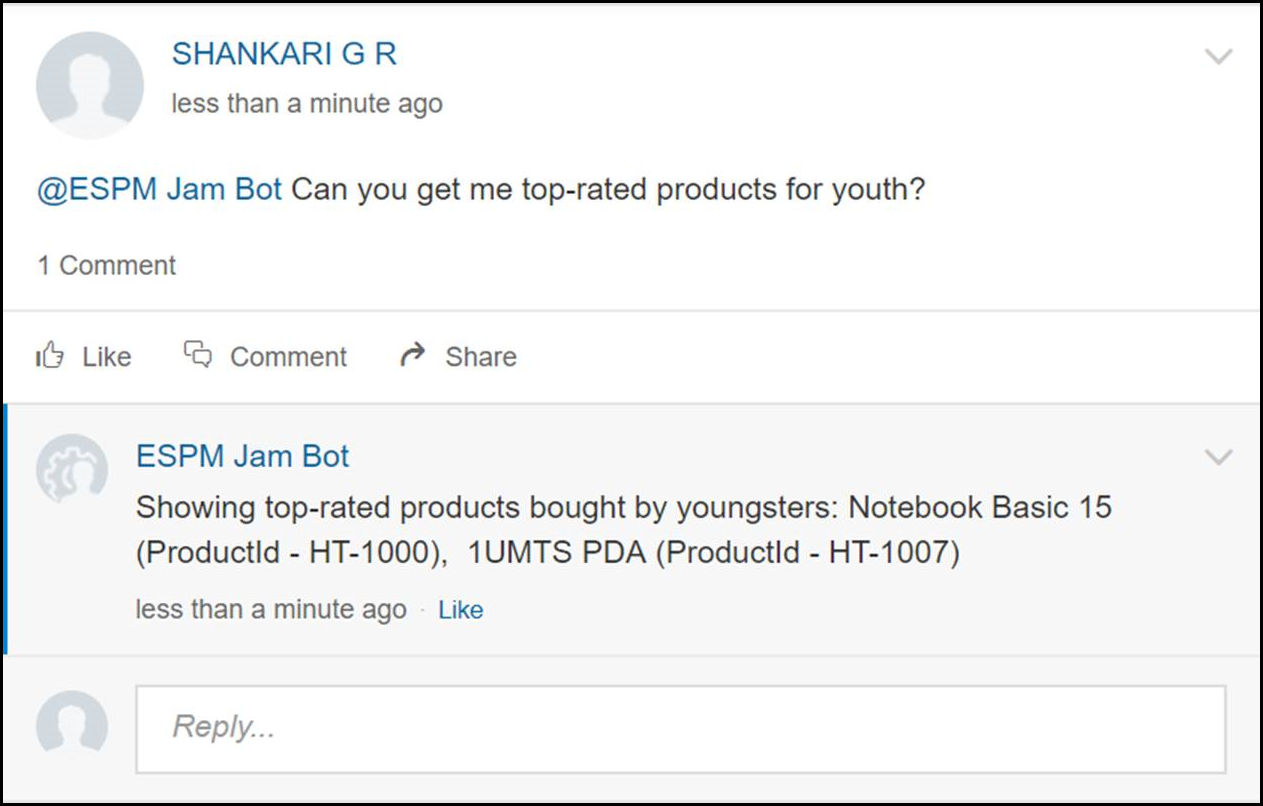 SHANKARI G R
less than a minute ago
@ESPM Jam Bot Can you get me top-rated products for youth?
1 Comment
Like Comment Share
ESPM Jam Bot
Showing top-rated products bought by youngsters: Notebook Basic 15
(ProductId - HT-1000), 1UMTS PDA (ProductId - HT-1007)
less than a minute ago · Like
Reply...